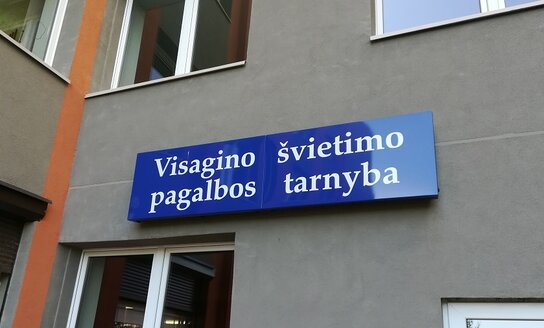 Visagino švietimo
pagalbos tarnyba